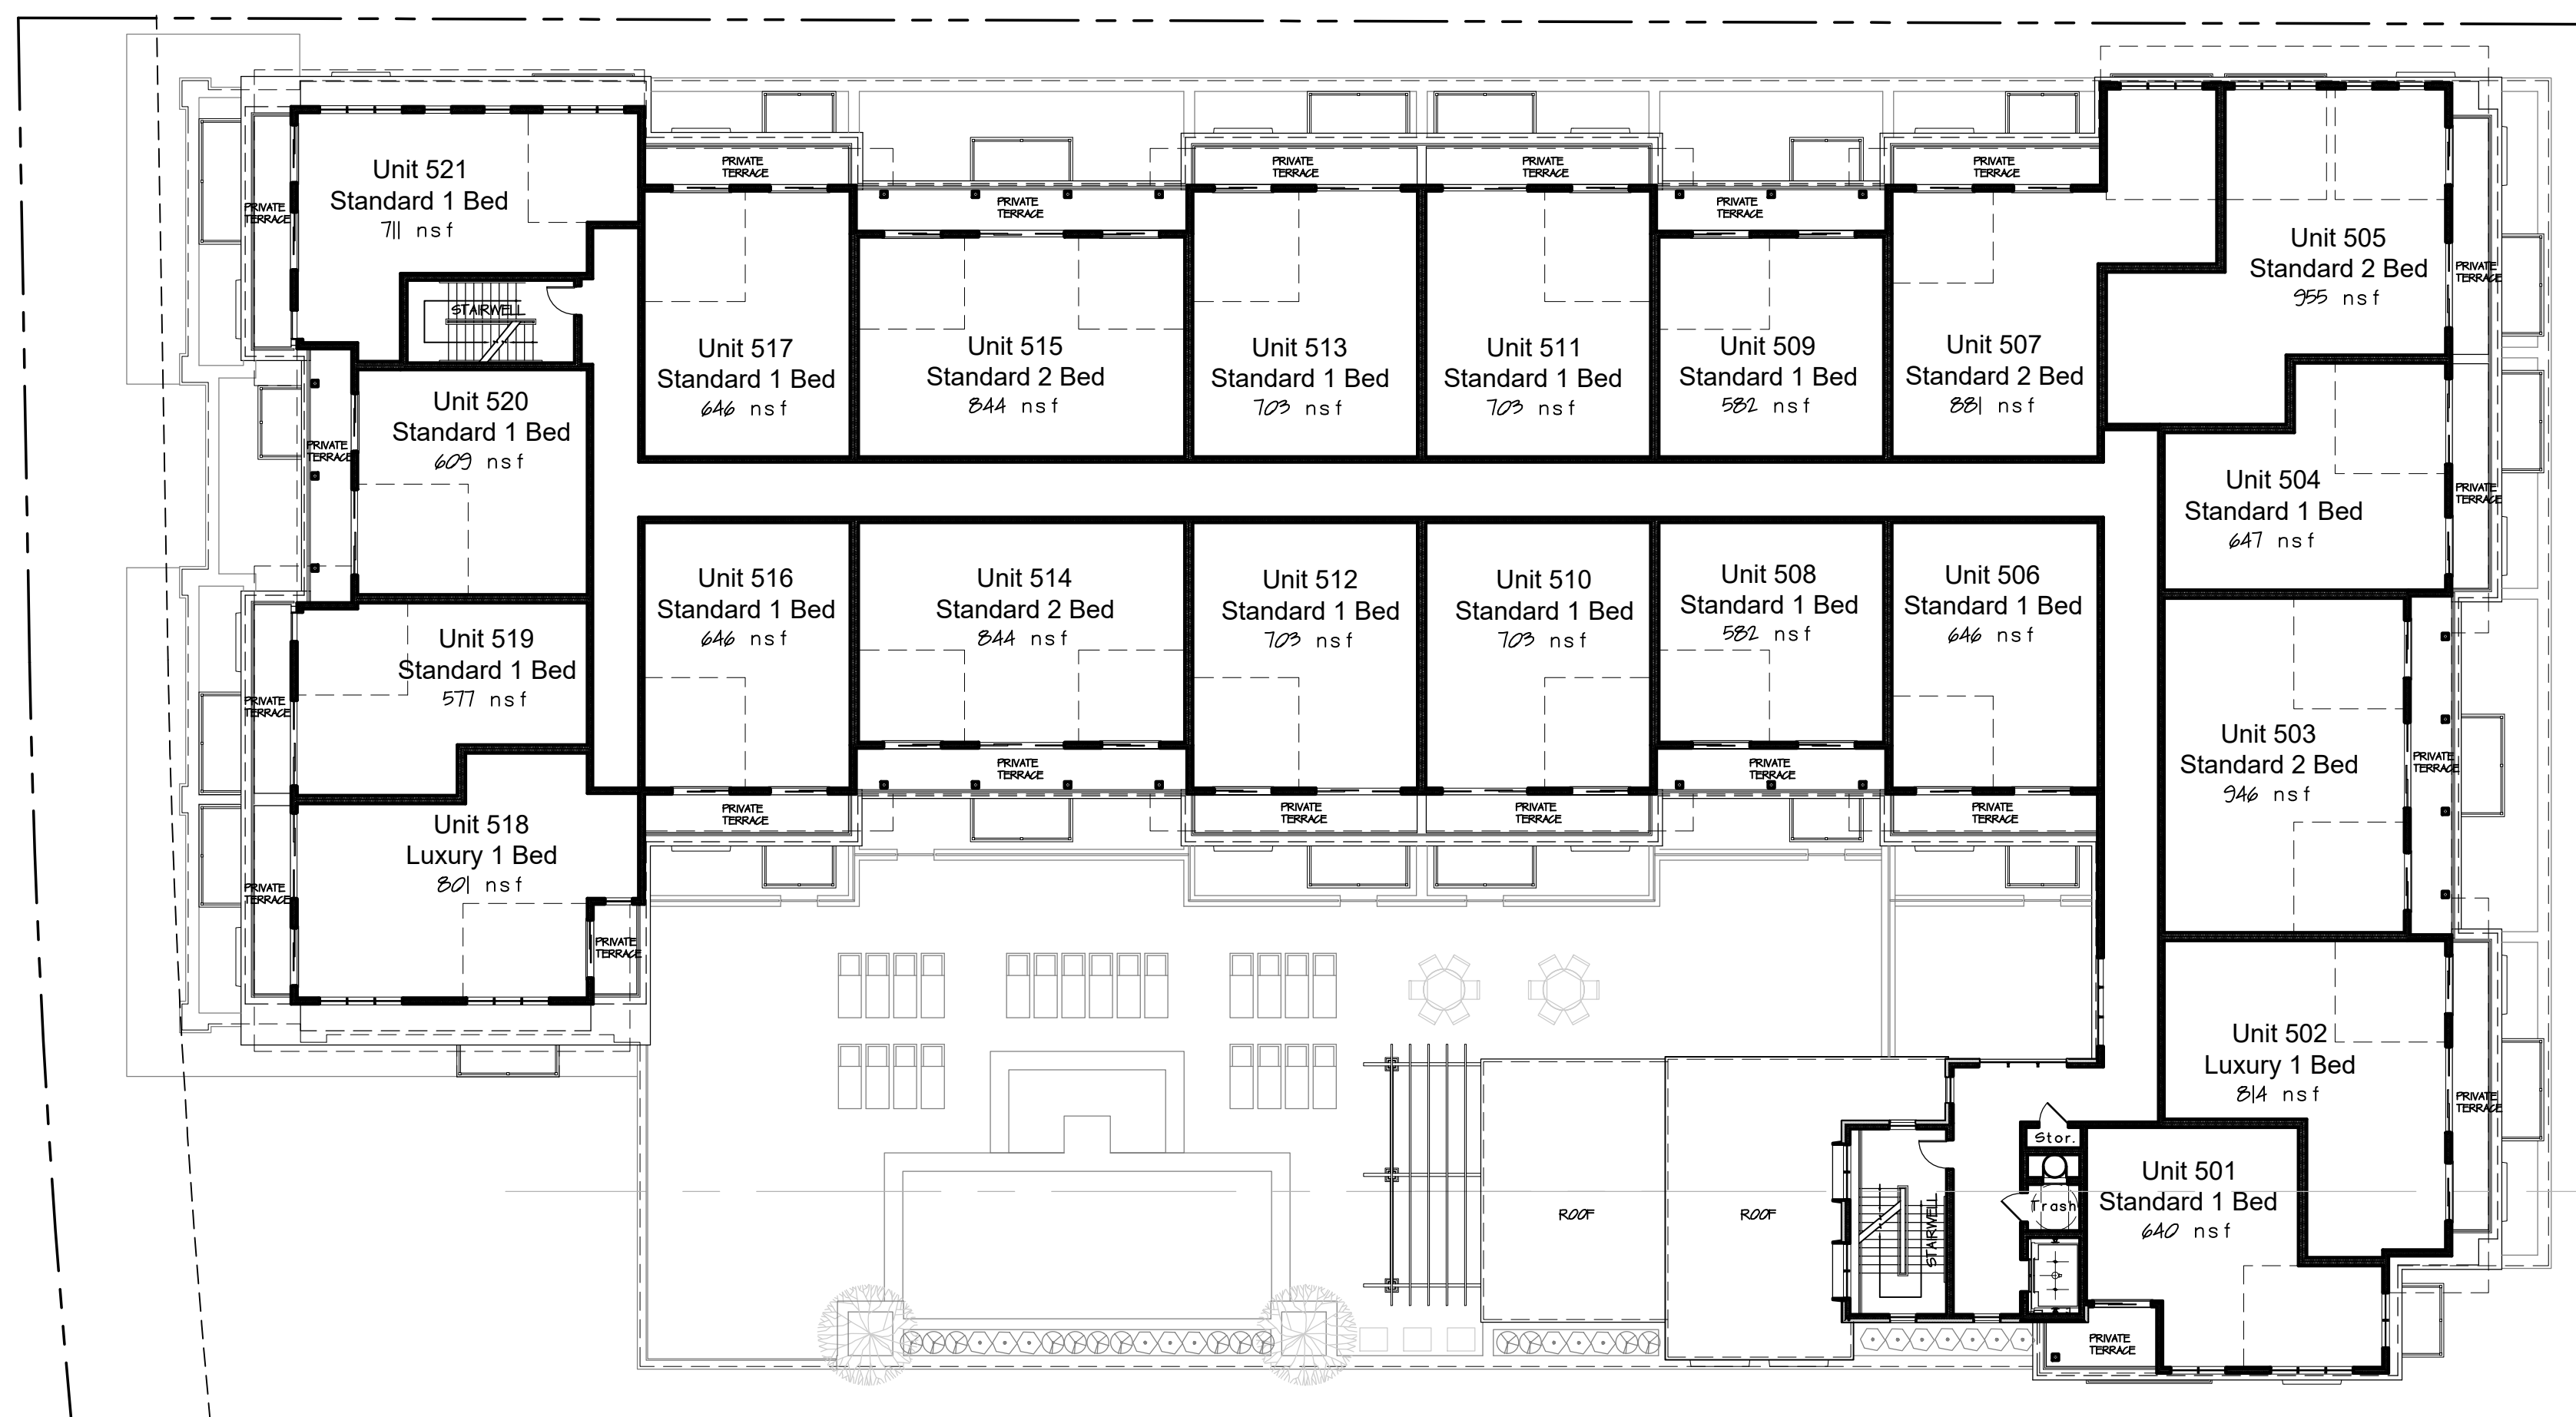 Unit 521
Standard 1 Bed
711 nsf
PRIVATE
TERRACE
STAIRWELL
PRIVATE
TERRACE
Unit 517
Standard 1 Bed
646 nsf
PRIVATE
TERRACE
Unit 515
Standard 2 Bed
844 nsf
PRIVATE
TERRACE
Unit 513
Standard 1 Bed
703 nsf
PRIVATE
TERRACE
Unit 511
Standard 1 Bed
703 nsf
PRIVATE
TERRACE
Unit 509
Standard 1 Bed
582 nsf
PRIVATE
TERRACE
Unit 507
Standard 2 Bed
881 nsf
Unit 505
Standard 2 Bed
955 nsf
PRIVATE
TERRACE
Unit 520
Standard 1 Bed
609 nsf
PRIVATE
TERRACE
Unit 504
Standard 1 Bed
647 nsf
PRIVATE
TERRACE
Unit 519
Standard 1 Bed
577 nsf
PRIVATE
TERRACE
Unit 516
Standard 1 Bed
646 nsf
PRIVATE
TERRACE
Unit 514
Standard 2 Bed
844 nsf
PRIVATE
TERRACE
Unit 512
Standard 1 Bed
703 nsf
PRIVATE
TERRACE
Unit 510
Standard 1 Bed
703 nsf
PRIVATE
TERRACE
Unit 508
Standard 1 Bed
582 nsf
PRIVATE
TERRACE
Unit 506
Standard 1 Bed
646 nsf
PRIVATE
TERRACE
Unit 503
Standard 2 Bed
946 nsf
PRIVATE
TERRACE
Unit 518
Luxury 1 Bed
801 nsf
PRIVATE
TERRACE
PRIVATE
TERRACE
Unit 502
Luxury 1 Bed
814 nsf
PRIVATE
TERRACE
Stor.
Trash
Unit 501
Standard 1 Bed
640 nsf
ROOF
ROOF
STAIRWELL
PRIVATE
TERRACE